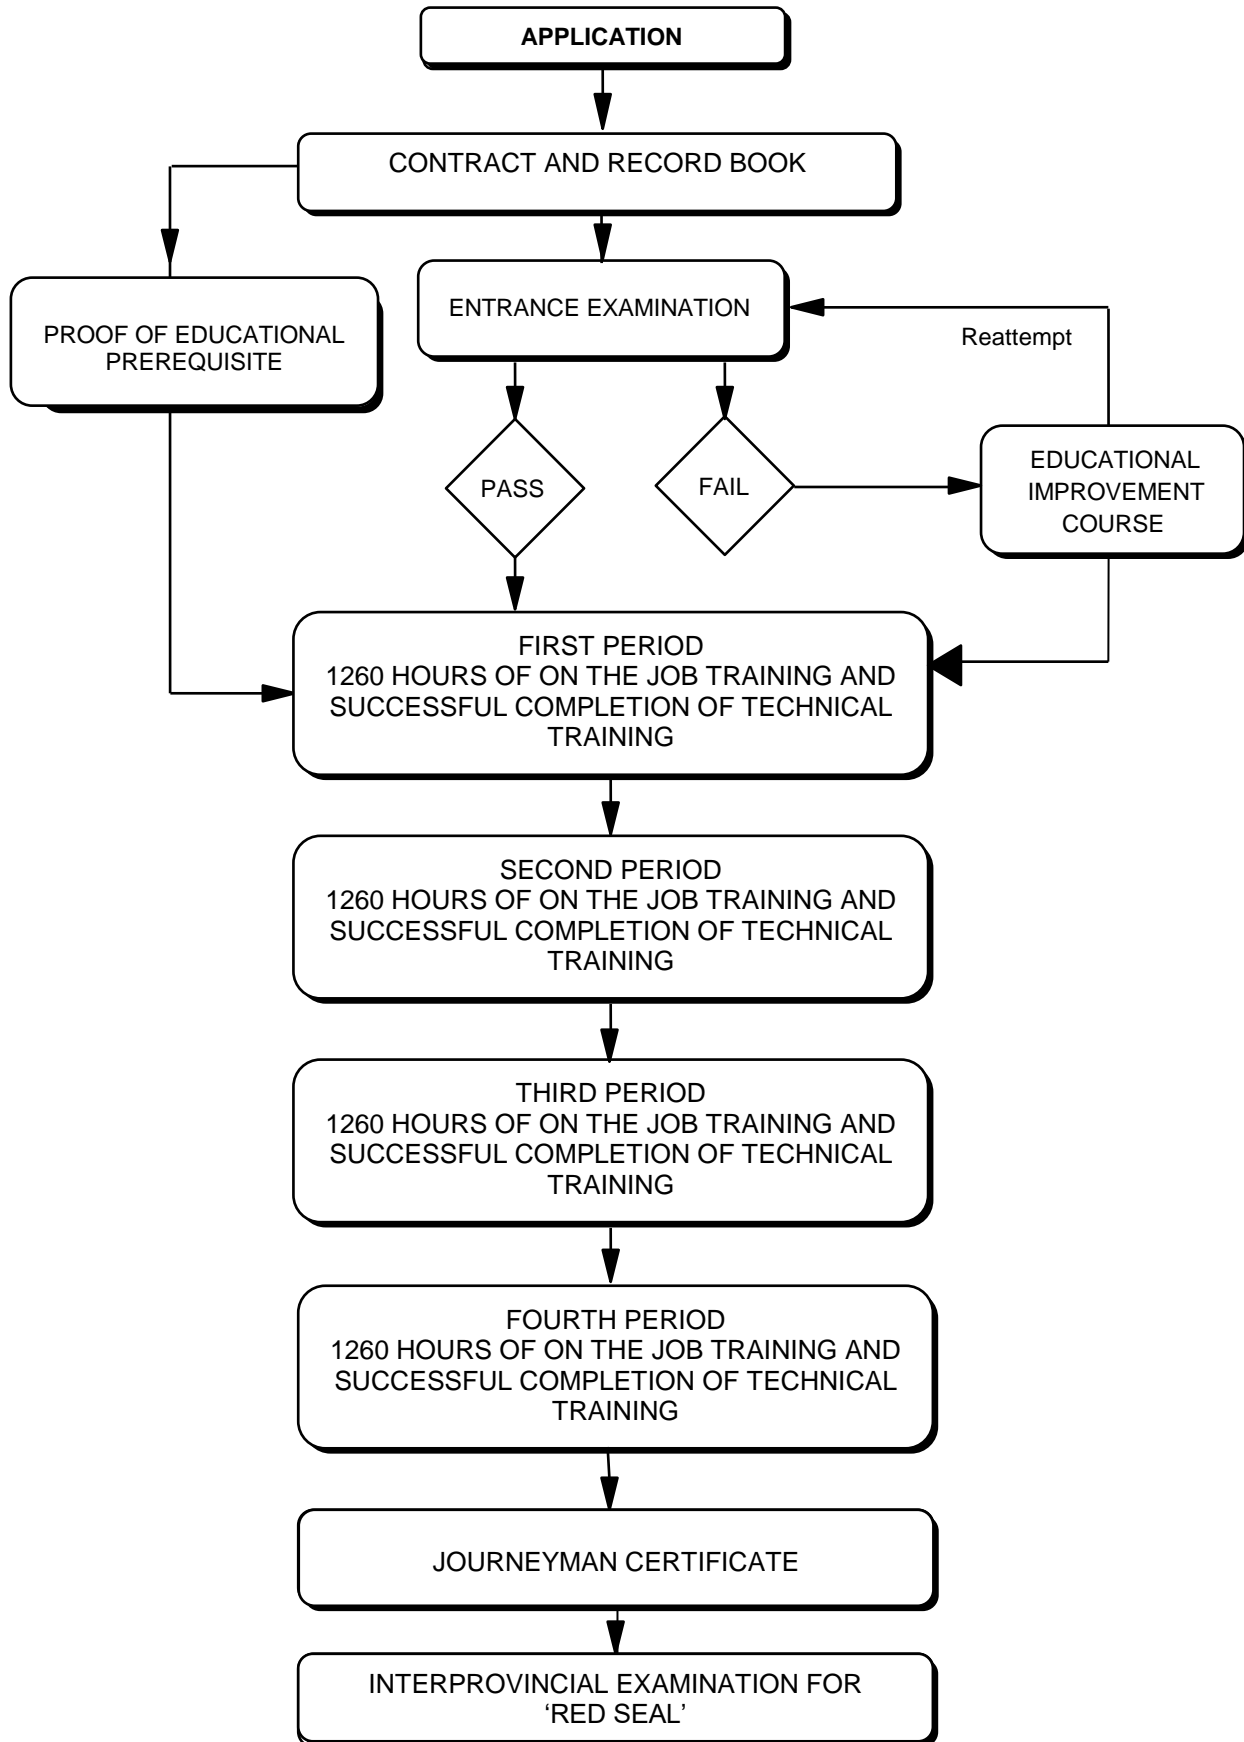 APPLICATION
CONTRACT AND RECORD BOOK
ENTRANCE EXAMINATION
Reattempt
PROOF OF EDUCATIONAL
PREREQUISITE
PASS
FAIL
EDUCATIONAL
IMPROVEMENT
COURSE
FIRST PERIOD
1260 HOURS OF ON THE JOB TRAINING AND
SUCCESSFUL COMPLETION OF TECHNICAL
TRAINING
SECOND PERIOD
1260 HOURS OF ON THE JOB TRAINING AND
SUCCESSFUL COMPLETION OF TECHNICAL
TRAINING
THIRD PERIOD
1260 HOURS OF ON THE JOB TRAINING AND
SUCCESSFUL COMPLETION OF TECHNICAL
TRAINING
FOURTH PERIOD
1260 HOURS OF ON THE JOB TRAINING AND
SUCCESSFUL COMPLETION OF TECHNICAL
TRAINING
JOURNEYMAN CERTIFICATE
INTERPROVINCIAL EXAMINATION FOR
‘RED SEAL’